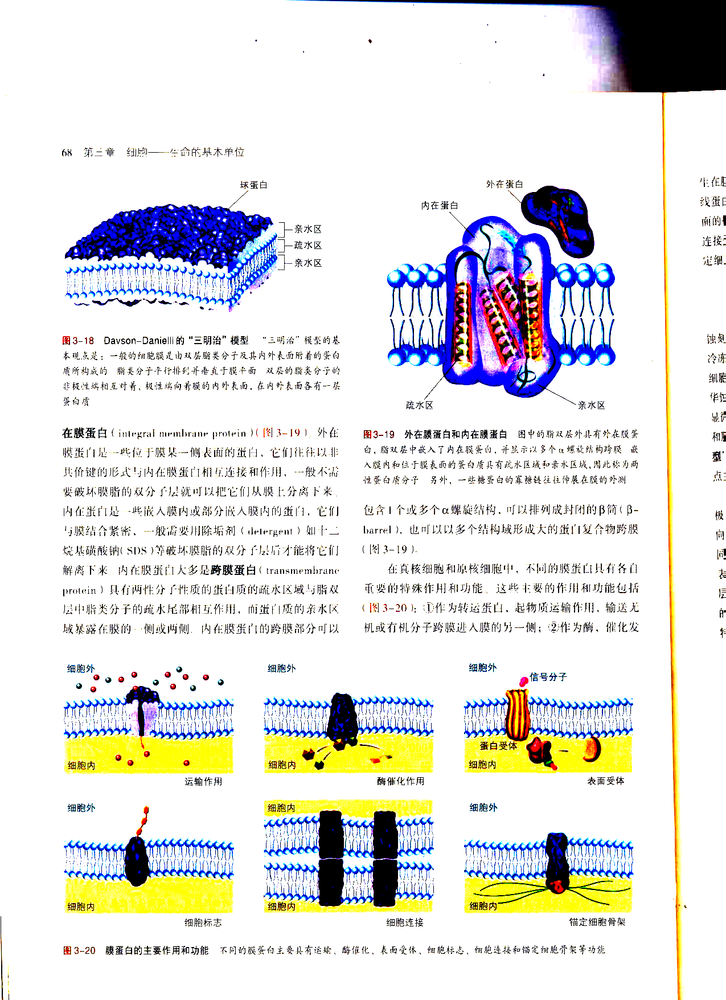 68 第三章 细胞——生命的基本单位
球蛋白
亲水区
疏水区
亲水区
图3-18 Davson-Danielli的“三明治”模型 “三明治”模型的基
本观点是：一般的细胞膜是由双层脂类分子及其内外表面附着的蛋白
质所构成的 脂类分子平行排列并垂直于膜平面 双层的脂类分子的
非极性端相互对着，极性端向着膜的内外表面，在内外表面各有一层
蛋白质
外在蛋白
内在蛋白
疏水区
亲水区
图3-19 外在膜蛋白和内在膜蛋白 图中的脂双层外具有外在膜蛋
白，脂双层中嵌入了内在膜蛋白，并显示以多个α螺旋结构跨膜 嵌
入膜内和位于膜表面的蛋白质具有疏水区域和亲水区域，因此称为两
性蛋白质分子 另外，一些糖蛋白的寡糖链往往伸展在膜的外测
在膜蛋白（integral membrane protein）（图3-19）。外在
膜蛋白是一些位于膜某一侧表面的蛋白，它们往往以非
共价键的形式与内在膜蛋白相互连接和作用，一般不需
要破坏膜脂的双分子层就可以把它们从膜上分离下来。
内在蛋白是一些嵌入膜内或部分嵌入膜内的蛋白，它们
与膜结合紧密，一般需要用除垢剂（detergent）如十二
烷基磺酸钠（SDS）等破坏膜脂的双分子层后才能将它们
解离下来 内在膜蛋白大多是跨膜蛋白（transmembrane
protein）具有两性分子性质的蛋白质的疏水区域与脂双
层中脂类分子的疏水尾部相互作用，而蛋白质的亲水区
域暴露在膜的一侧或两侧。内在膜蛋白的跨膜部分可以
包含1个或多个α螺旋结构，可以排列成封闭的β筒（β-
barrel），也可以以多个结构域形成大的蛋白复合物跨膜
（图3-19）。
在真核细胞和原核细胞中，不同的膜蛋白具有各自
重要的特殊作用和功能。这些主要的作用和功能包括
（图3-20）：①作为转运蛋白，起物质运输作用，输送无
机或有机分子跨膜进入膜的另一侧；②作为酶，催化发
细胞外
细胞内
运输作用
细胞外
细胞内
酶催化作用
细胞外
信号分子
蛋白受体
细胞内
表面受体
细胞外
细胞内
细胞标志
细胞内
细胞内
细胞连接
细胞外
细胞内
锚定细胞骨架
图3-20 膜蛋白的主要作用和功能 不同的膜蛋白主要具有运输、酶催化、表面受体、细胞标志、细胞连接和锚定细胞骨架等功能
生在
线蛋
面的
连接
定细
蚀刻
冷冻
细胞
华
显微
和
型
点
极
向
同
层
的
特